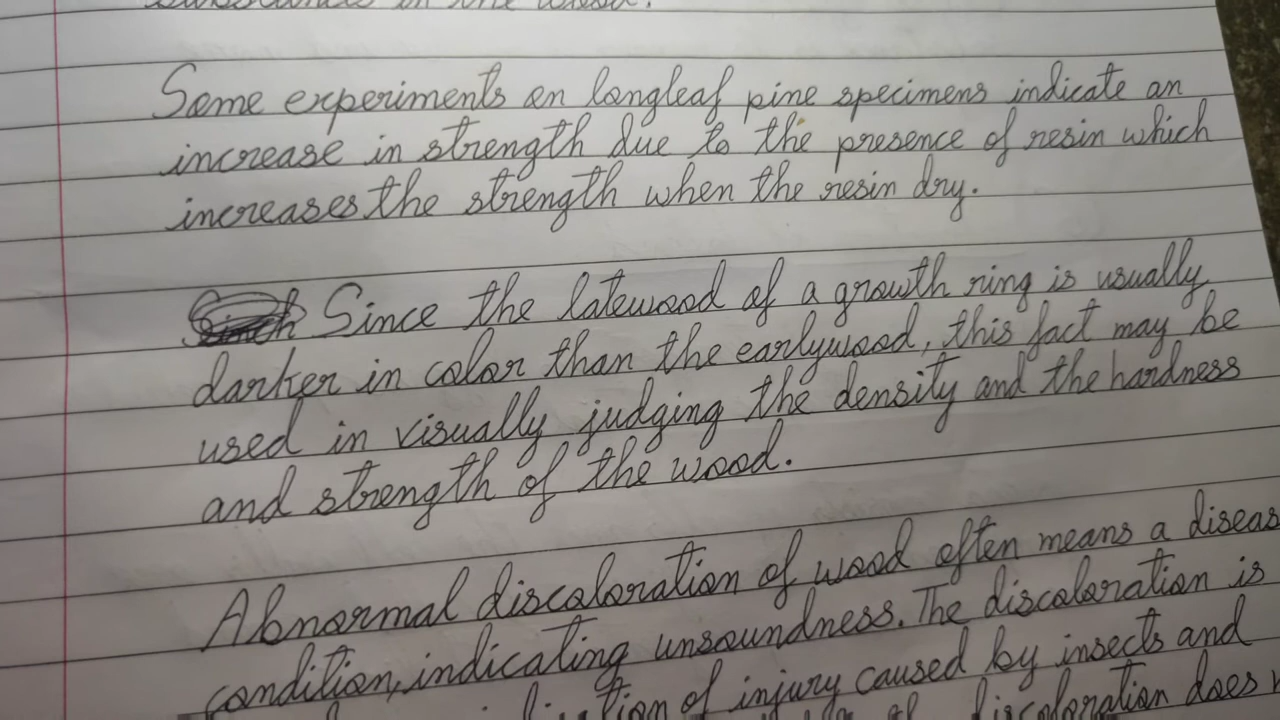 substances in the wood.
Some experiments on longleaf pine specimens indicate an
increase in strength due to the presence of resin which
increases the strength when the resin dry.
Since the latewood of a growth ring is usually
darker in color than the earlywood, this fact may be
used in visually judging the density and the hardness
and strength of the wood.
Abnormal discoloration of wood often means a diseas
condition, indicating unsoundness. The discoloration is
of injury caused by insects and
discoloration does